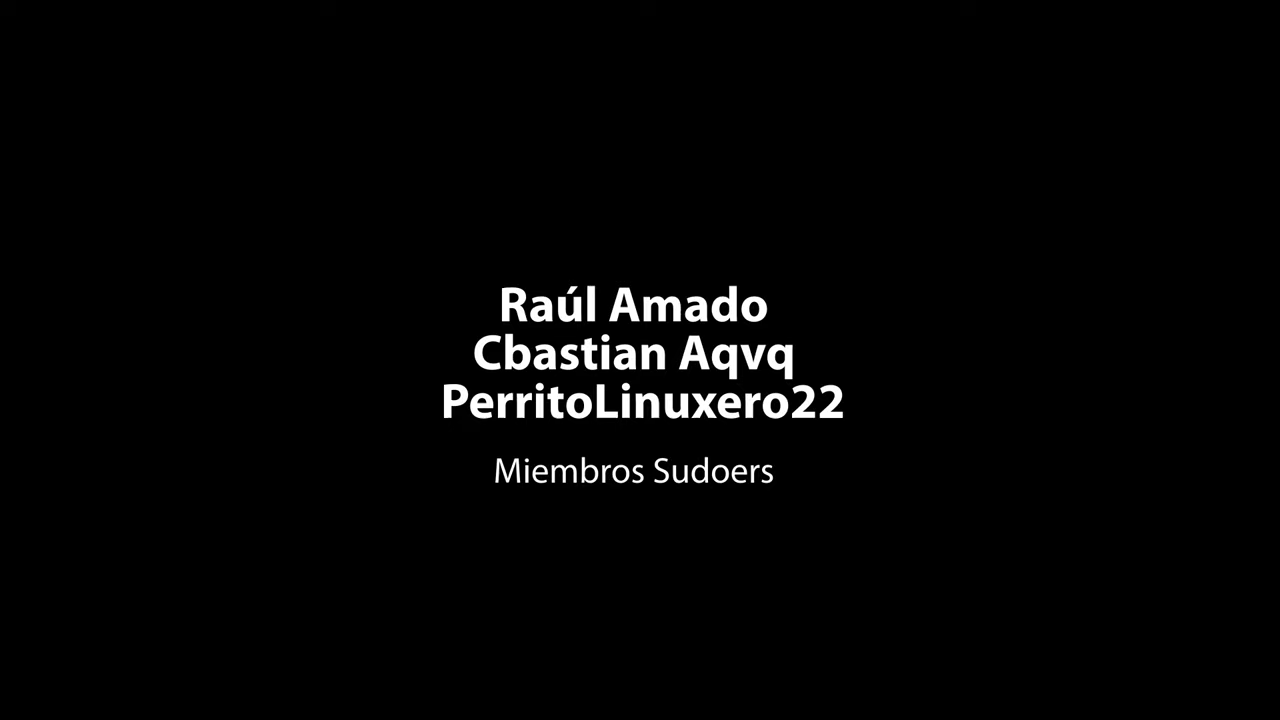 Raúl Amado
Cbastian Aqvq
PerritoLinuxero22
Miembros Sudoers